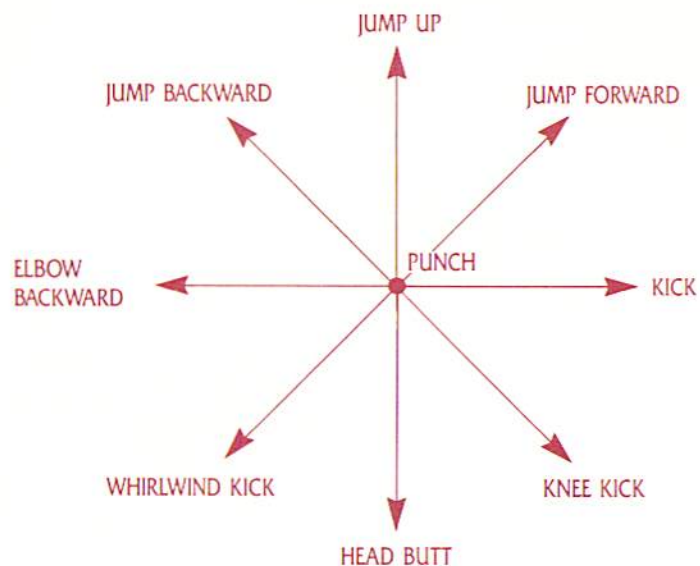 JUMP UP
JUMP BACKWARD
JUMP FORWARD
PUNCH
ELBOW
BACKWARD
KICK
WHIRLWIND KICK
KNEE KICK
HEAD BUTT